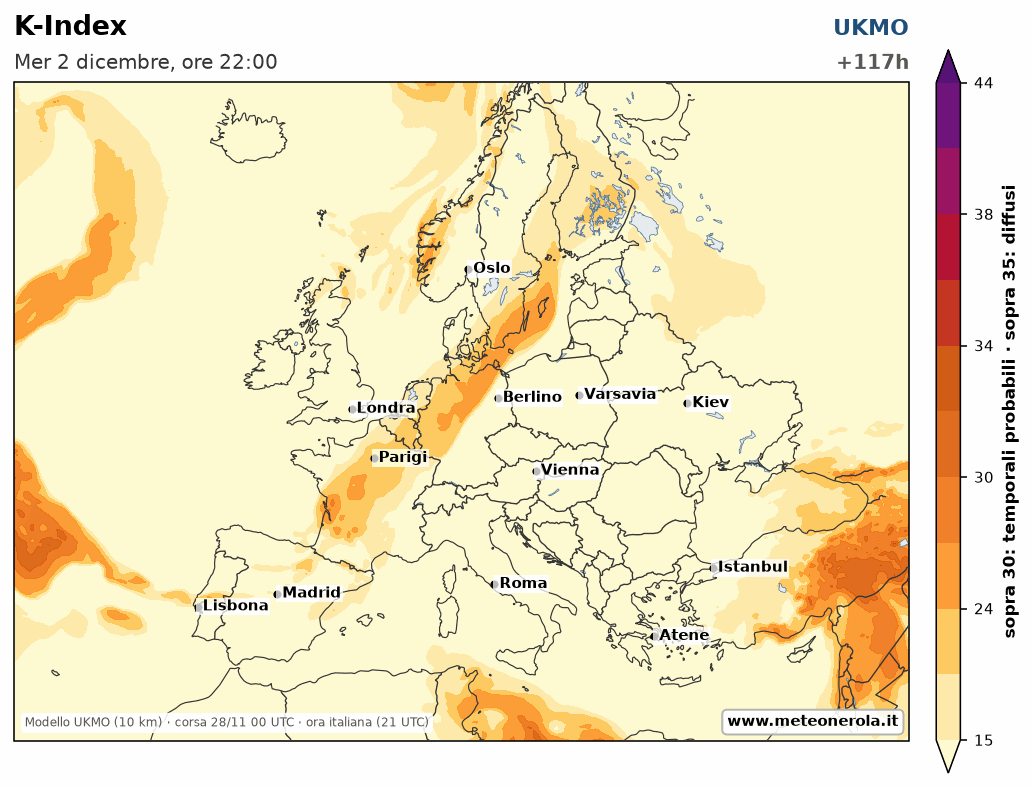 K-Index
UKMO
Mer 2 dicembre, ore 22:00
+117h
44
38
34
30
24
15
sopra 30: temporali probabili · sopra 35: diffusi
Oslo
Londra
Berlino
Varsavia
Kiev
Parigi
Vienna
Istanbul
Roma
Madrid
Lisbona
Atene
Modello UKMO (10 km) · corsa 28/11 00 UTC · ora italiana (21 UTC)
www.meteonerola.it